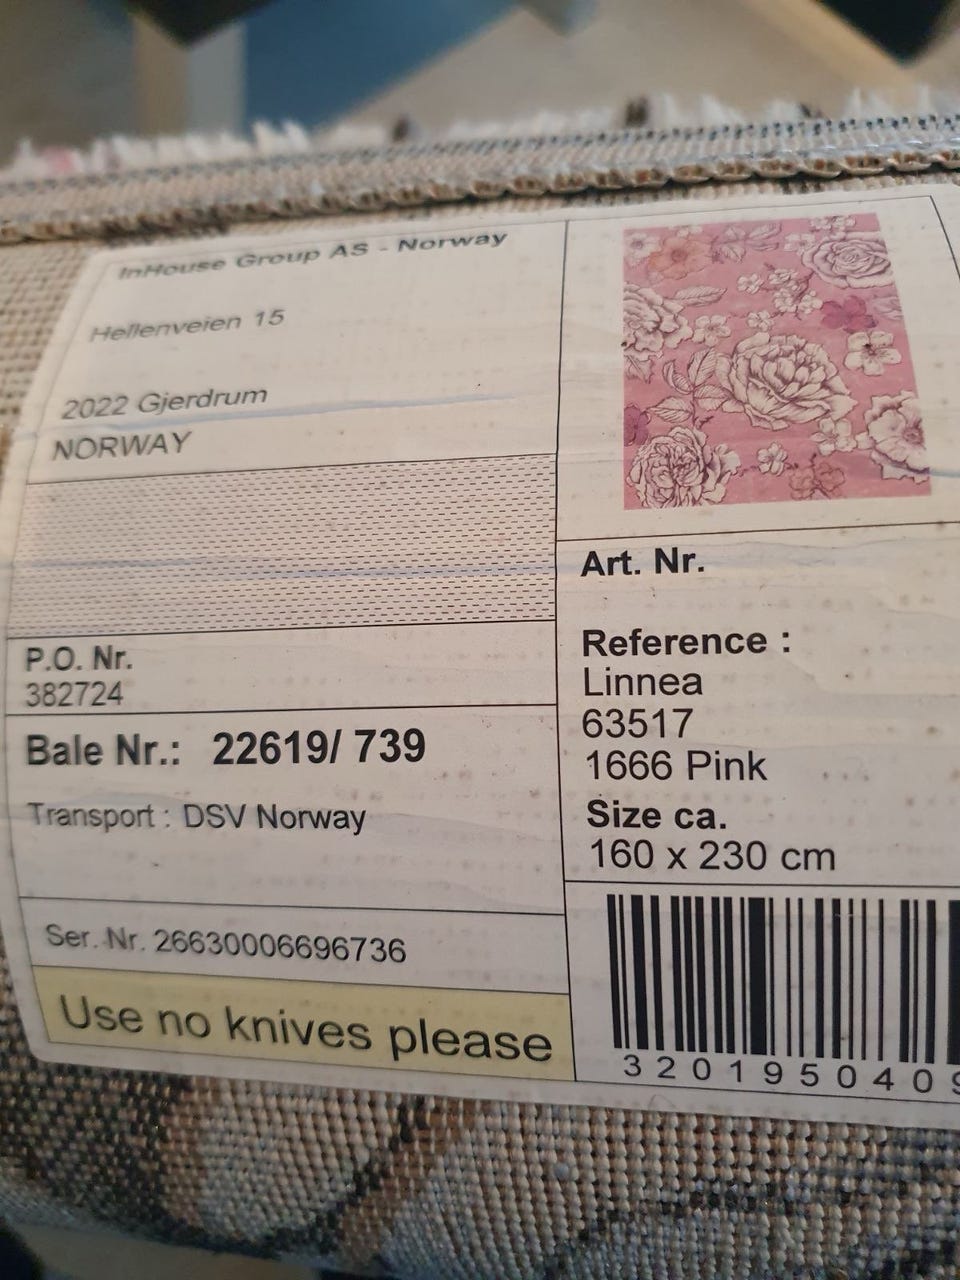 InHouse Group AS - Norway
Hellenveien 15
2022 Gjerdrum
NORWAY
P.O. Nr.
382724
Bale Nr.: 22619/ 739
Transport : DSV Norway
Ser. Nr. 26630006696736
Use no knives please
Art. Nr.
Reference :
Linnea
63517
1666 Pink
Size ca.
160 x 230 cm
320195040